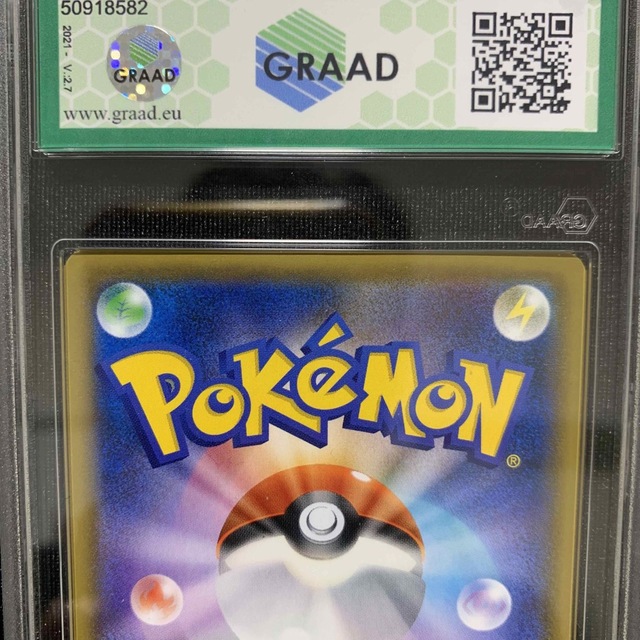 50918582
2021 - V:2.7
GRAAD
GRAAD
www.graad.eu
GRAAD
POKéMON
®